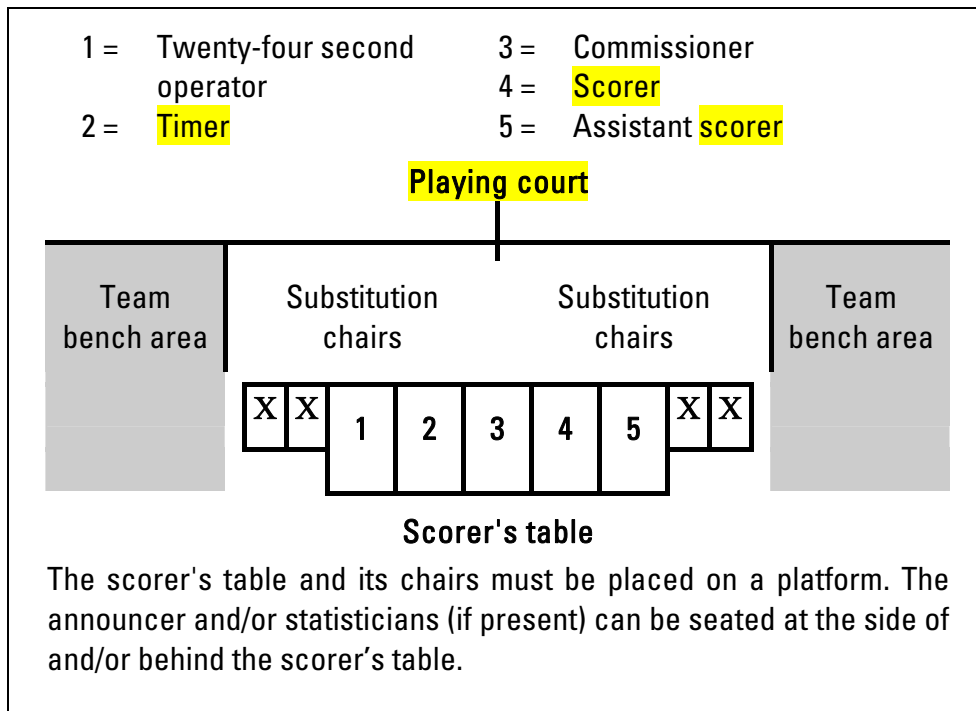 1 = Twenty-four second
operator
2 = Timer
3 = Commissioner
4 = Scorer
5 = Assistant scorer
Playing court
Team
bench area
Substitution
chairs
Substitution
chairs
Team
bench area
X X 1 2 3 4 5 X X
Scorer's table
The scorer's table and its chairs must be placed on a platform. The
announcer and/or statisticians (if present) can be seated at the side of
and/or behind the scorer’s table.